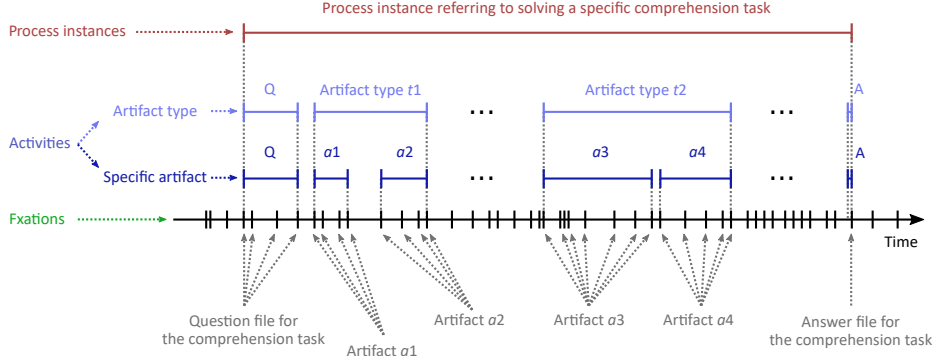 Process instance referring to solving a specific comprehension task
Process instances
Q
Artifact type t1
Artifact type t2
A
Artifact type
...
...
Activities
Q
a1
a2
a3
a4
A
Specific artifact
...
...
Fxations
Time
Question file for
the comprehension task
Artifact a1
Artifact a2
Artifact a3
Artifact a4
Answer file for
the comprehension task